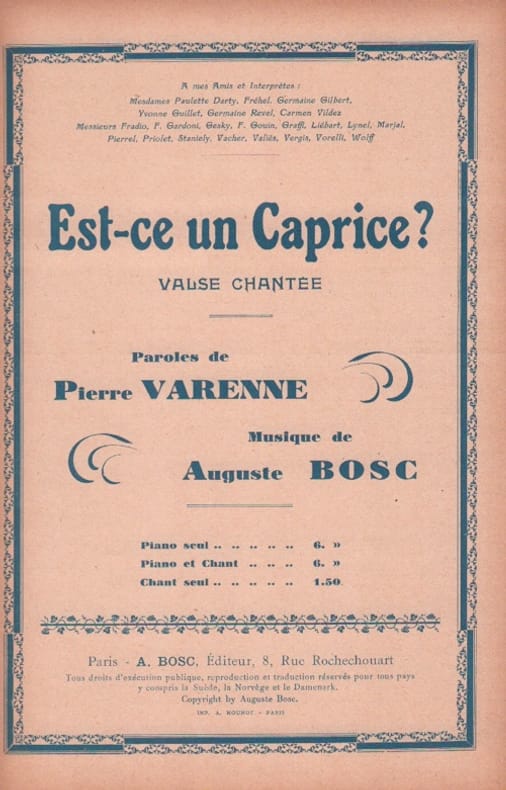 A mes Amis et Interprètes :
Mesdames Paulette Darty, Fréhel, Germaine Gilbert,
Yvonne Guillet, Germaine Revel, Carmen Vildez
Messieurs Fradio, F. Gardoni, Gesky, F. Gouin, Graffl, Liébart, Lynel, Marjal,
Pierrel, Priolet, Staniely, Vacher, Valiès, Vergis, Vorelli, Wolff
Est-ce un Caprice ?
VALSE CHANTÉE
Paroles de
Pierre VARENNE
Musique de
Auguste BOSC
Piano seul .. .. .. .. .. 6. »
Piano et Chant .. .. .. 6. »
Chant seul .. .. .. .. .. 1.50
Paris - A. BOSC, Éditeur, 8, Rue Rochechouart
Tous droits d'exécution publique, reproduction et traduction réservés pour tous pays
y compris la Suède, la Norvège et le Danemark.
Copyright by Auguste Bosc.
IMP. A. MOUNOT - PARIS